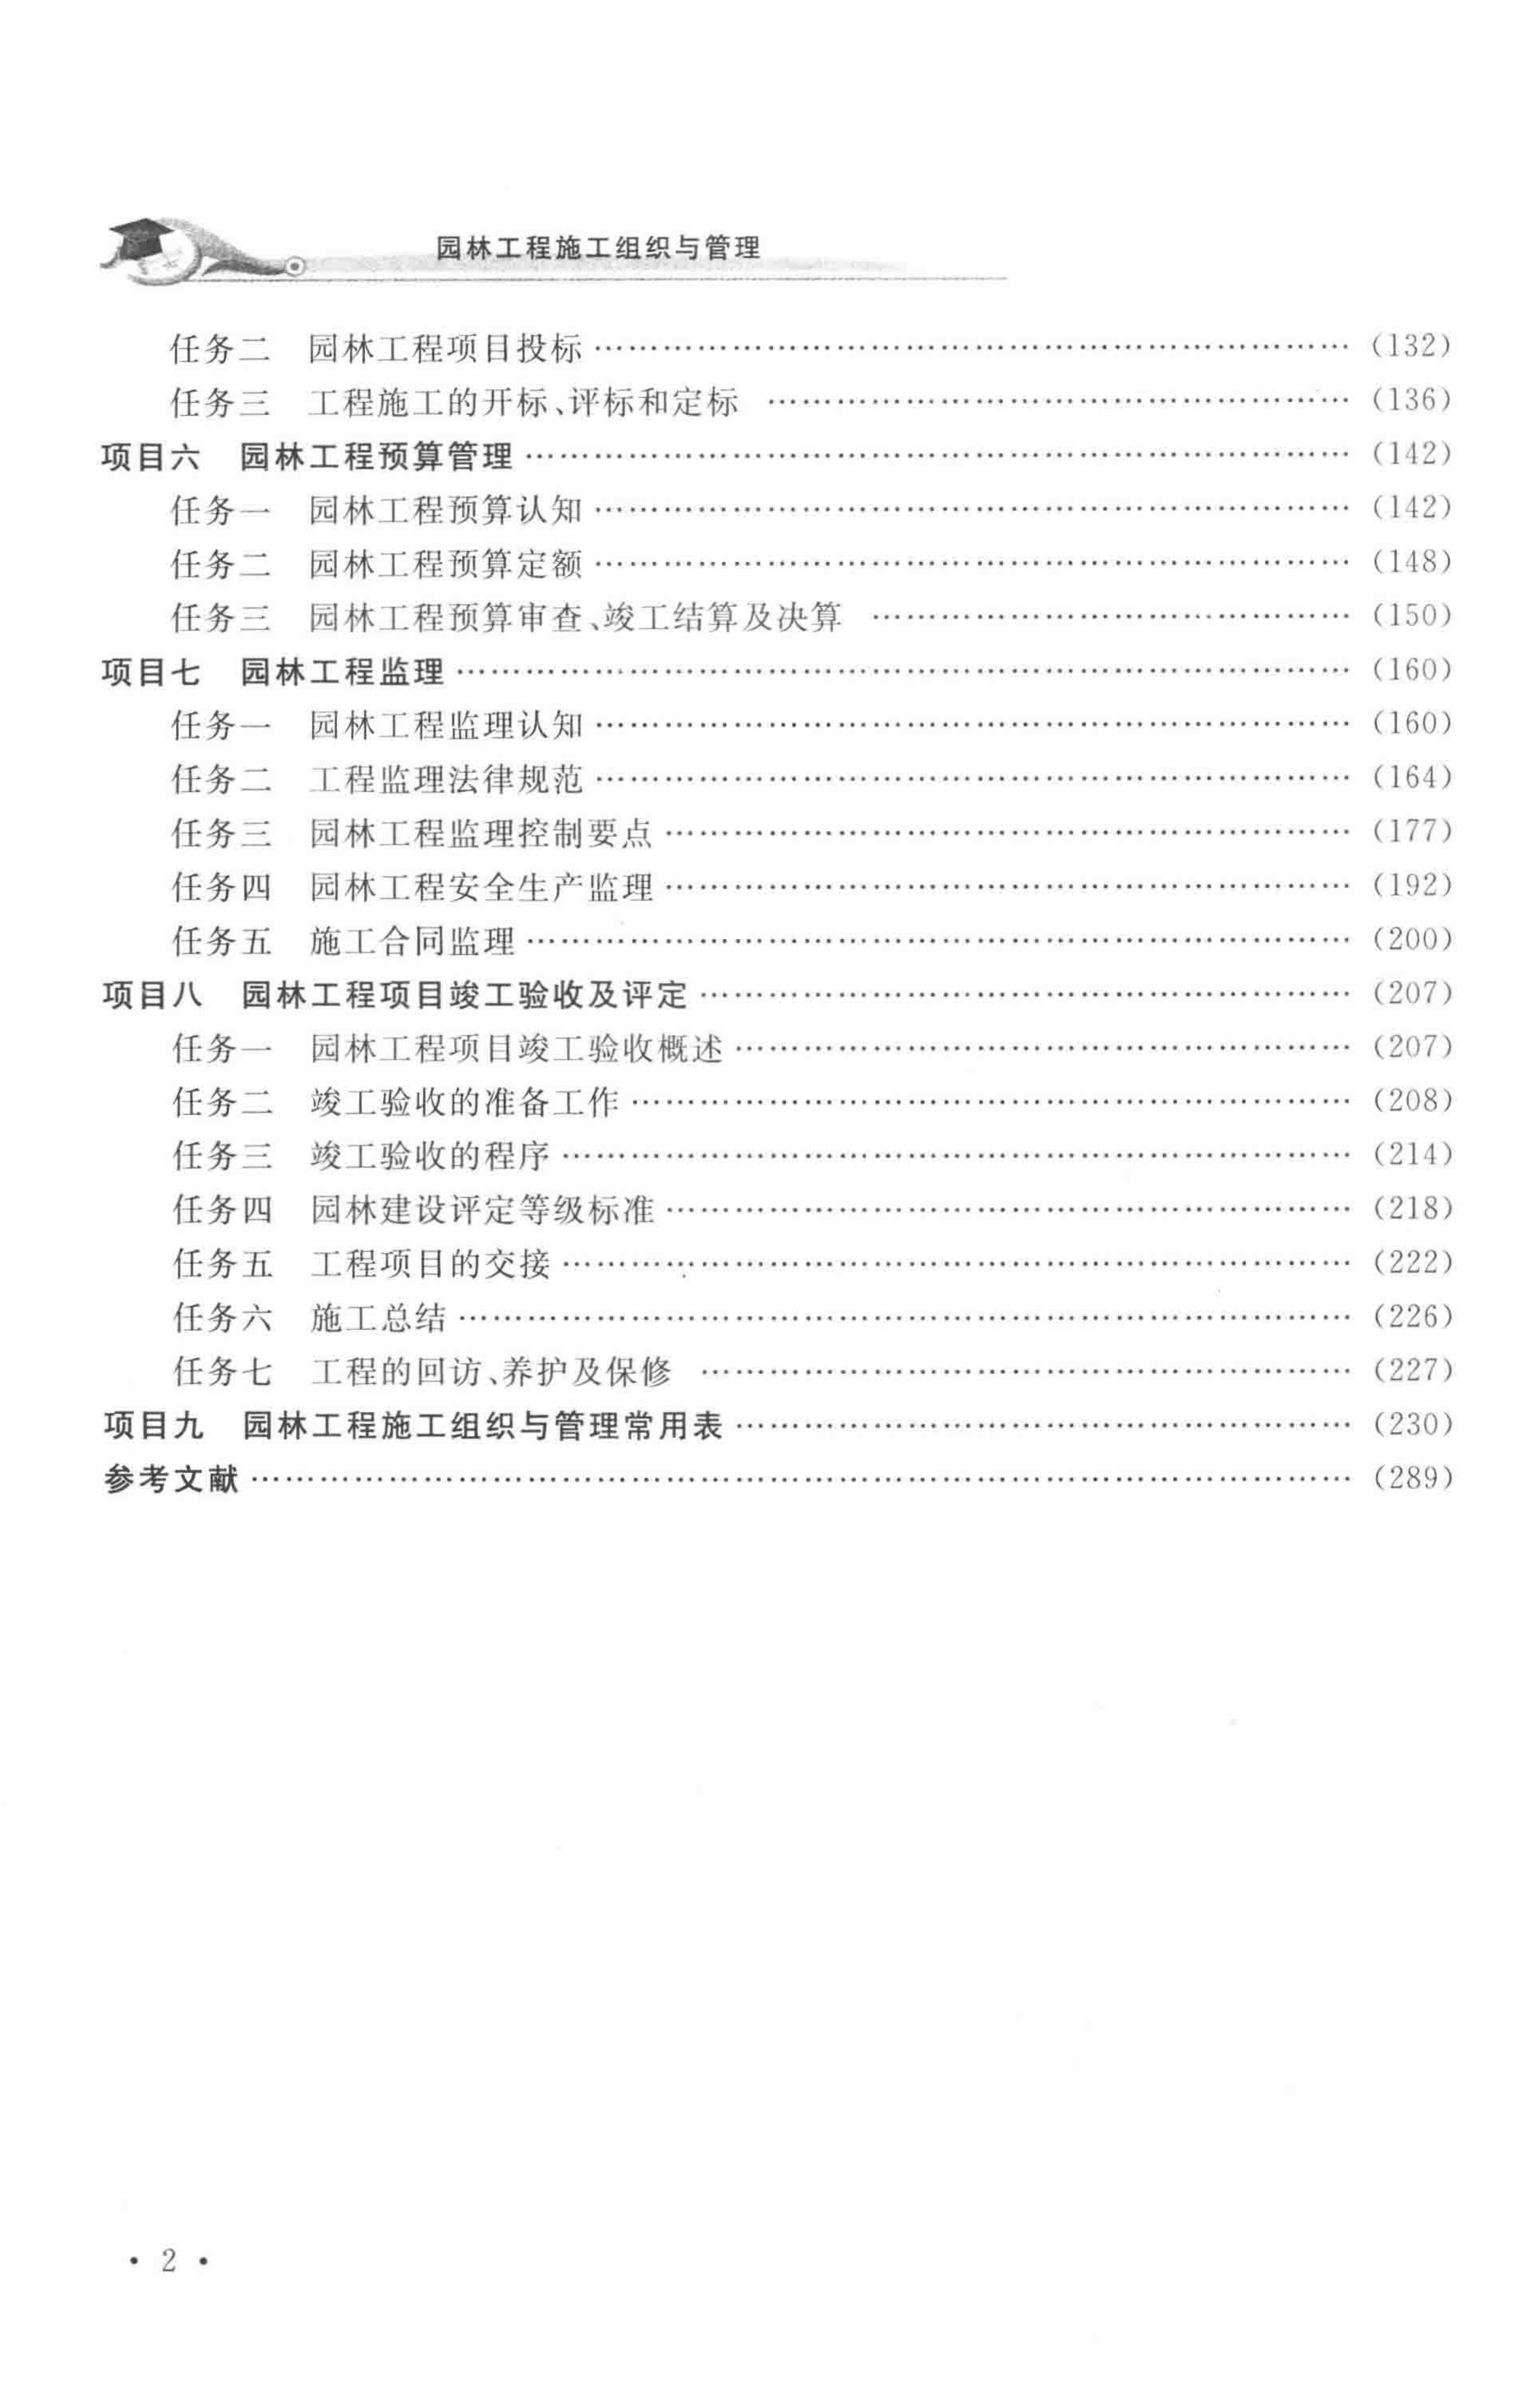 园林工程施工组织与管理
任务二 园林工程项目投标 …… (132)
任务三 工程施工的开标、评标和定标 …… (136)
项目六 园林工程预算管理 …… (142)
任务一 园林工程预算认知 …… (142)
任务二 园林工程预算定额 …… (148)
任务三 园林工程预算审查、竣工结算及决算 …… (150)
项目七 园林工程监理 …… (160)
任务一 园林工程监理认知 …… (160)
任务二 工程监理法律规范 …… (164)
任务三 园林工程监理控制要点 …… (177)
任务四 园林工程安全生产监理 …… (192)
任务五 施工合同监理 …… (200)
项目八 园林工程项目竣工验收及评定 …… (207)
任务一 园林工程项目竣工验收概述 …… (207)
任务二 竣工验收的准备工作 …… (208)
任务三 竣工验收的程序 …… (214)
任务四 园林建设评定等级标准 …… (218)
任务五 工程项目的交接 …… (222)
任务六 施工总结 …… (226)
任务七 工程的回访、养护及保修 …… (227)
项目九 园林工程施工组织与管理常用表 …… (230)
参考文献 …… (289)
· 2 ·